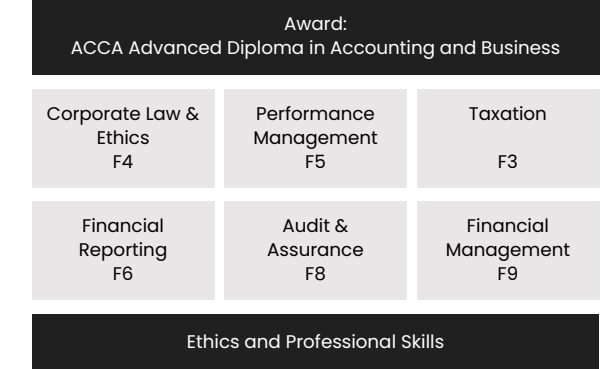 Award:
ACCA Advanced Diploma in Accounting and Business
Corporate Law &
Ethics
F4
Performance
Management
F5
Taxation
F3
Financial
Reporting
F6
Audit &
Assurance
F8
Financial
Management
F9
Ethics and Professional Skills